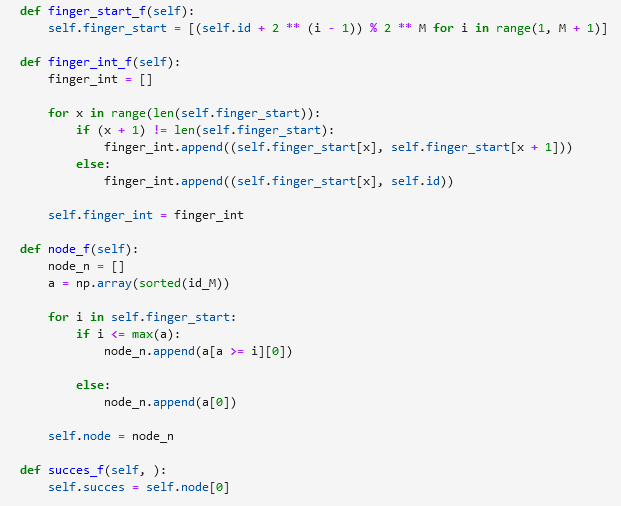 def finger_start_f(self):
    self.finger_start = [(self.id + 2 ** (i - 1)) % 2 ** M for i in range(1, M + 1)]

def finger_int_f(self):
    finger_int = []

    for x in range(len(self.finger_start)):
        if (x + 1) != len(self.finger_start):
            finger_int.append((self.finger_start[x], self.finger_start[x + 1]))
        else:
            finger_int.append((self.finger_start[x], self.id))

    self.finger_int = finger_int

def node_f(self):
    node_n = []
    a = np.array(sorted(id_M))

    for i in self.finger_start:
        if i <= max(a):
            node_n.append(a[a >= i][0])

        else:
            node_n.append(a[0])

    self.node = node_n

def succes_f(self, ):
    self.succes = self.node[0]